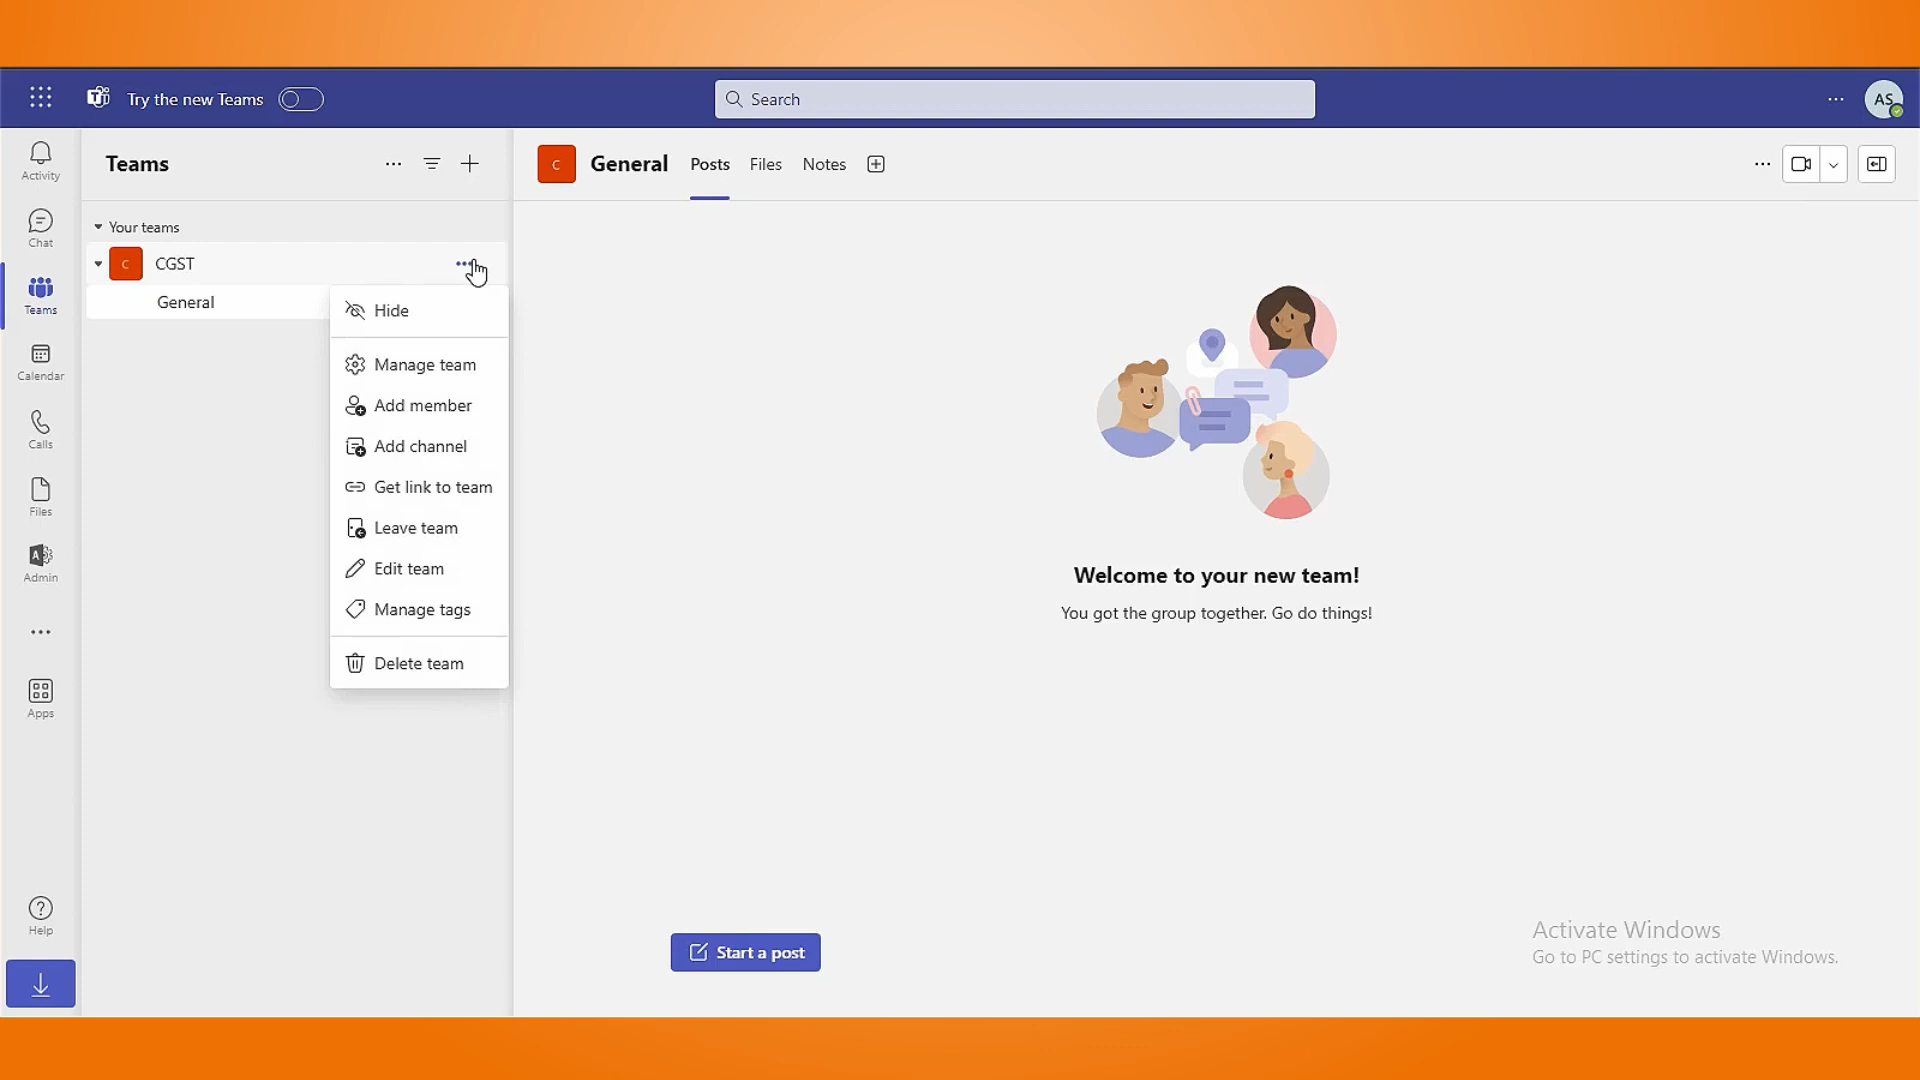 Try the new Teams
Search
AS
Activity
Chat
Teams
Calendar
Calls
Files
Admin
Apps
Help
Teams
Your teams
C
CGST
General
Hide
Manage team
Add member
Add channel
Get link to team
Leave team
Edit team
Manage tags
Delete team
C
General
Posts
Files
Notes
Welcome to your new team!
You got the group together. Go do things!
Start a post
Activate Windows
Go to PC settings to activate Windows.